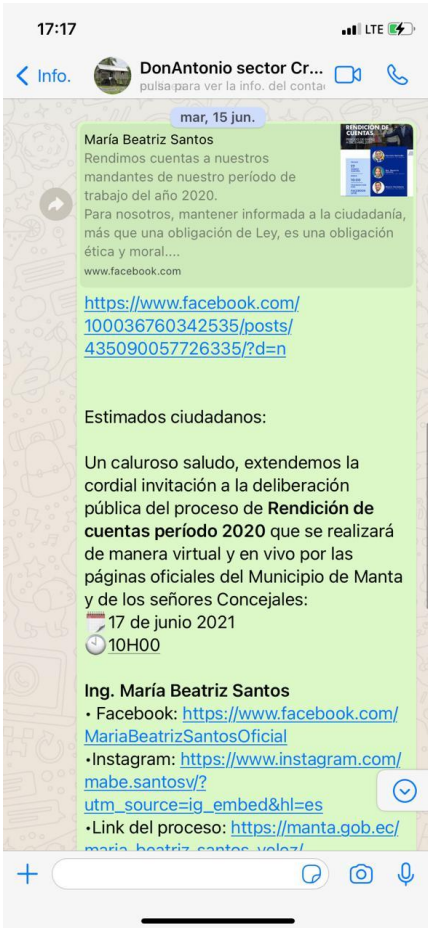 17:17
LTE
Info.
DonAntonio sector Cr...
pulsa para ver la info. del conta
mar, 15 jun.
María Beatriz Santos
Rendimos cuentas a nuestros
mandantes de nuestro período de
trabajo del año 2020.
Para nosotros, mantener informada a la ciudadanía,
más que una obligación de Ley, es una obligación
ética y moral....
www.facebook.com
RENDICIÓN DE
CUENTAS
https://www.facebook.com/
100036760342535/posts/
435090057726335/?d=n
Estimados ciudadanos:
Un caluroso saludo, extendemos la
cordial invitación a la deliberación
pública del proceso de Rendición de
cuentas período 2020 que se realizará
de manera virtual y en vivo por las
páginas oficiales del Municipio de Manta
y de los señores Concejales:
17 de junio 2021
10H00
Ing. María Beatriz Santos
• Facebook: https://www.facebook.com/
MariaBeatrizSantosOficial
•Instagram: https://www.instagram.com/
mabe.santosv/?
utm_source=ig_embed&hl=es
•Link del proceso: https://manta.gob.ec/
maria-beatriz-santos-velez/